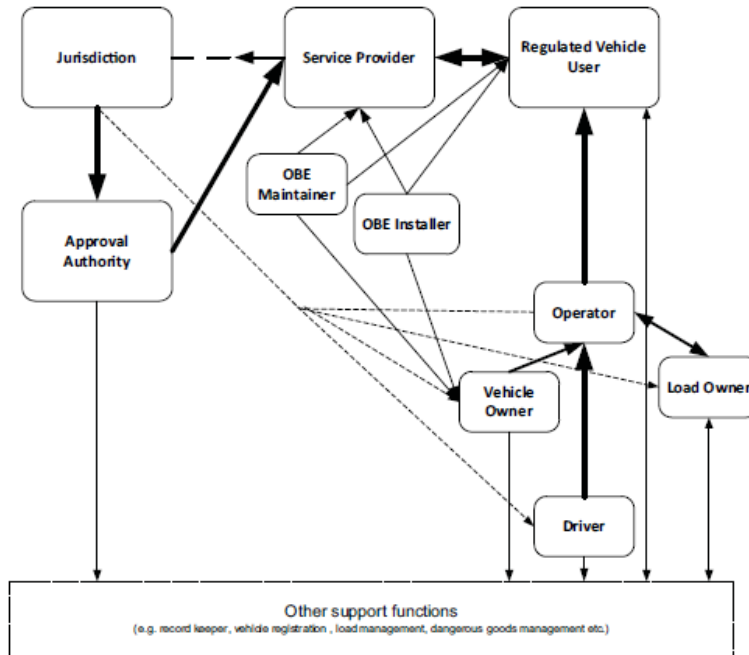 Jurisdiction
Service Provider
Regulated Vehicle
User
OBE
Maintainer
OBE Installer
Approval
Authority
Operator
Load Owner
Vehicle
Owner
Driver
Other support functions
(e.g. record keeper, vehicle registration , load management, dangerous goods management etc.)